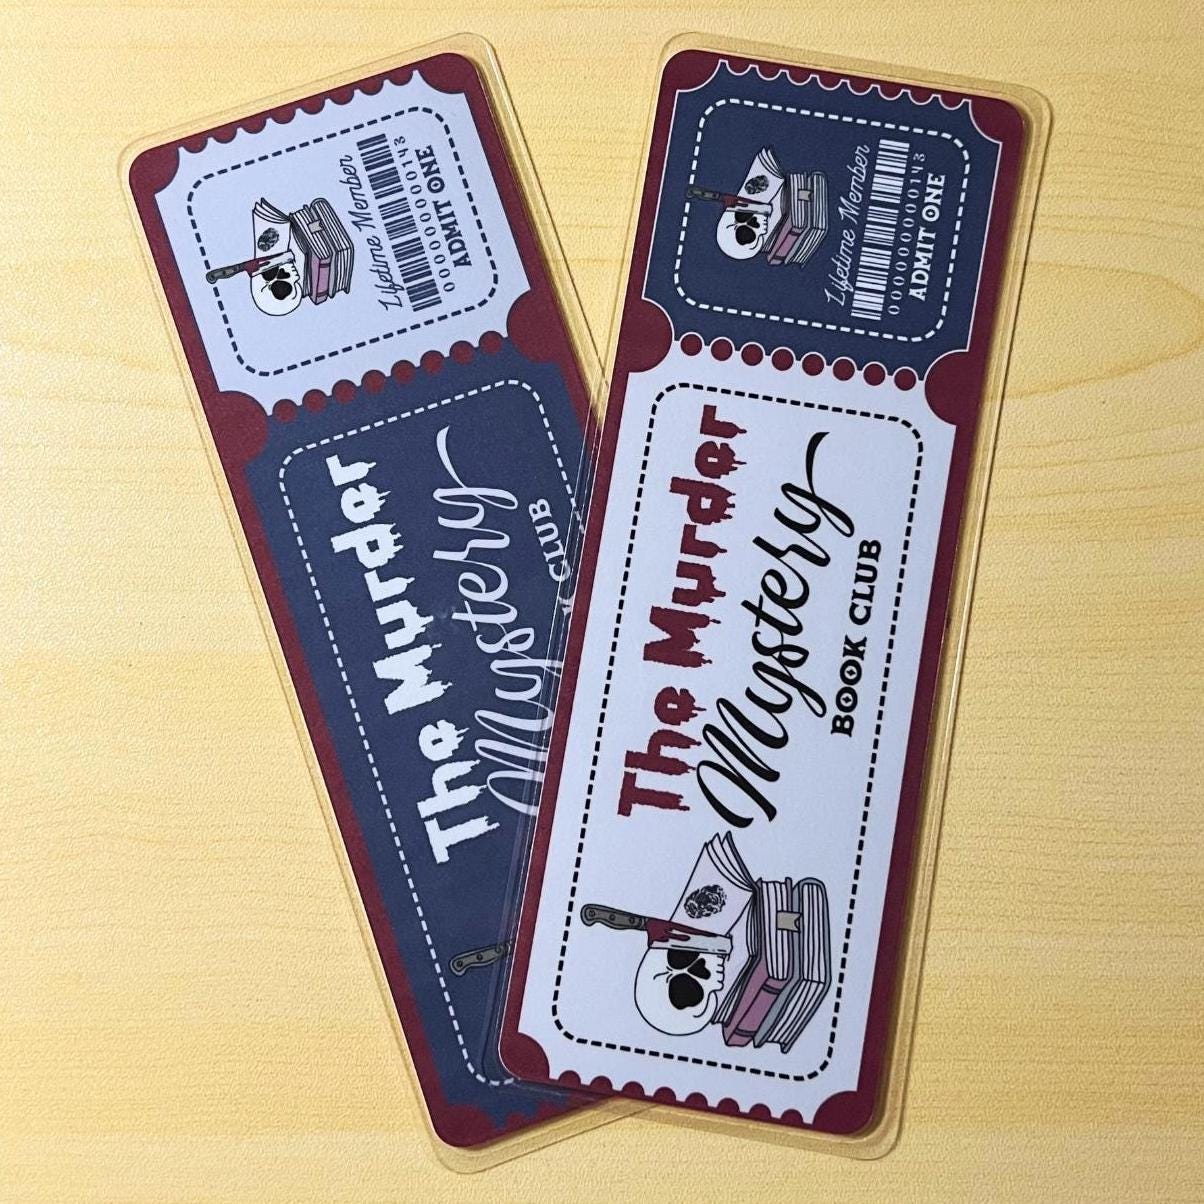 Lifetime Member
0000000000143
ADMIT ONE
The Murder
Mystery
CLUB
Lifetime Member
0000000000143
ADMIT ONE
The Murder
Mystery
BOOK CLUB